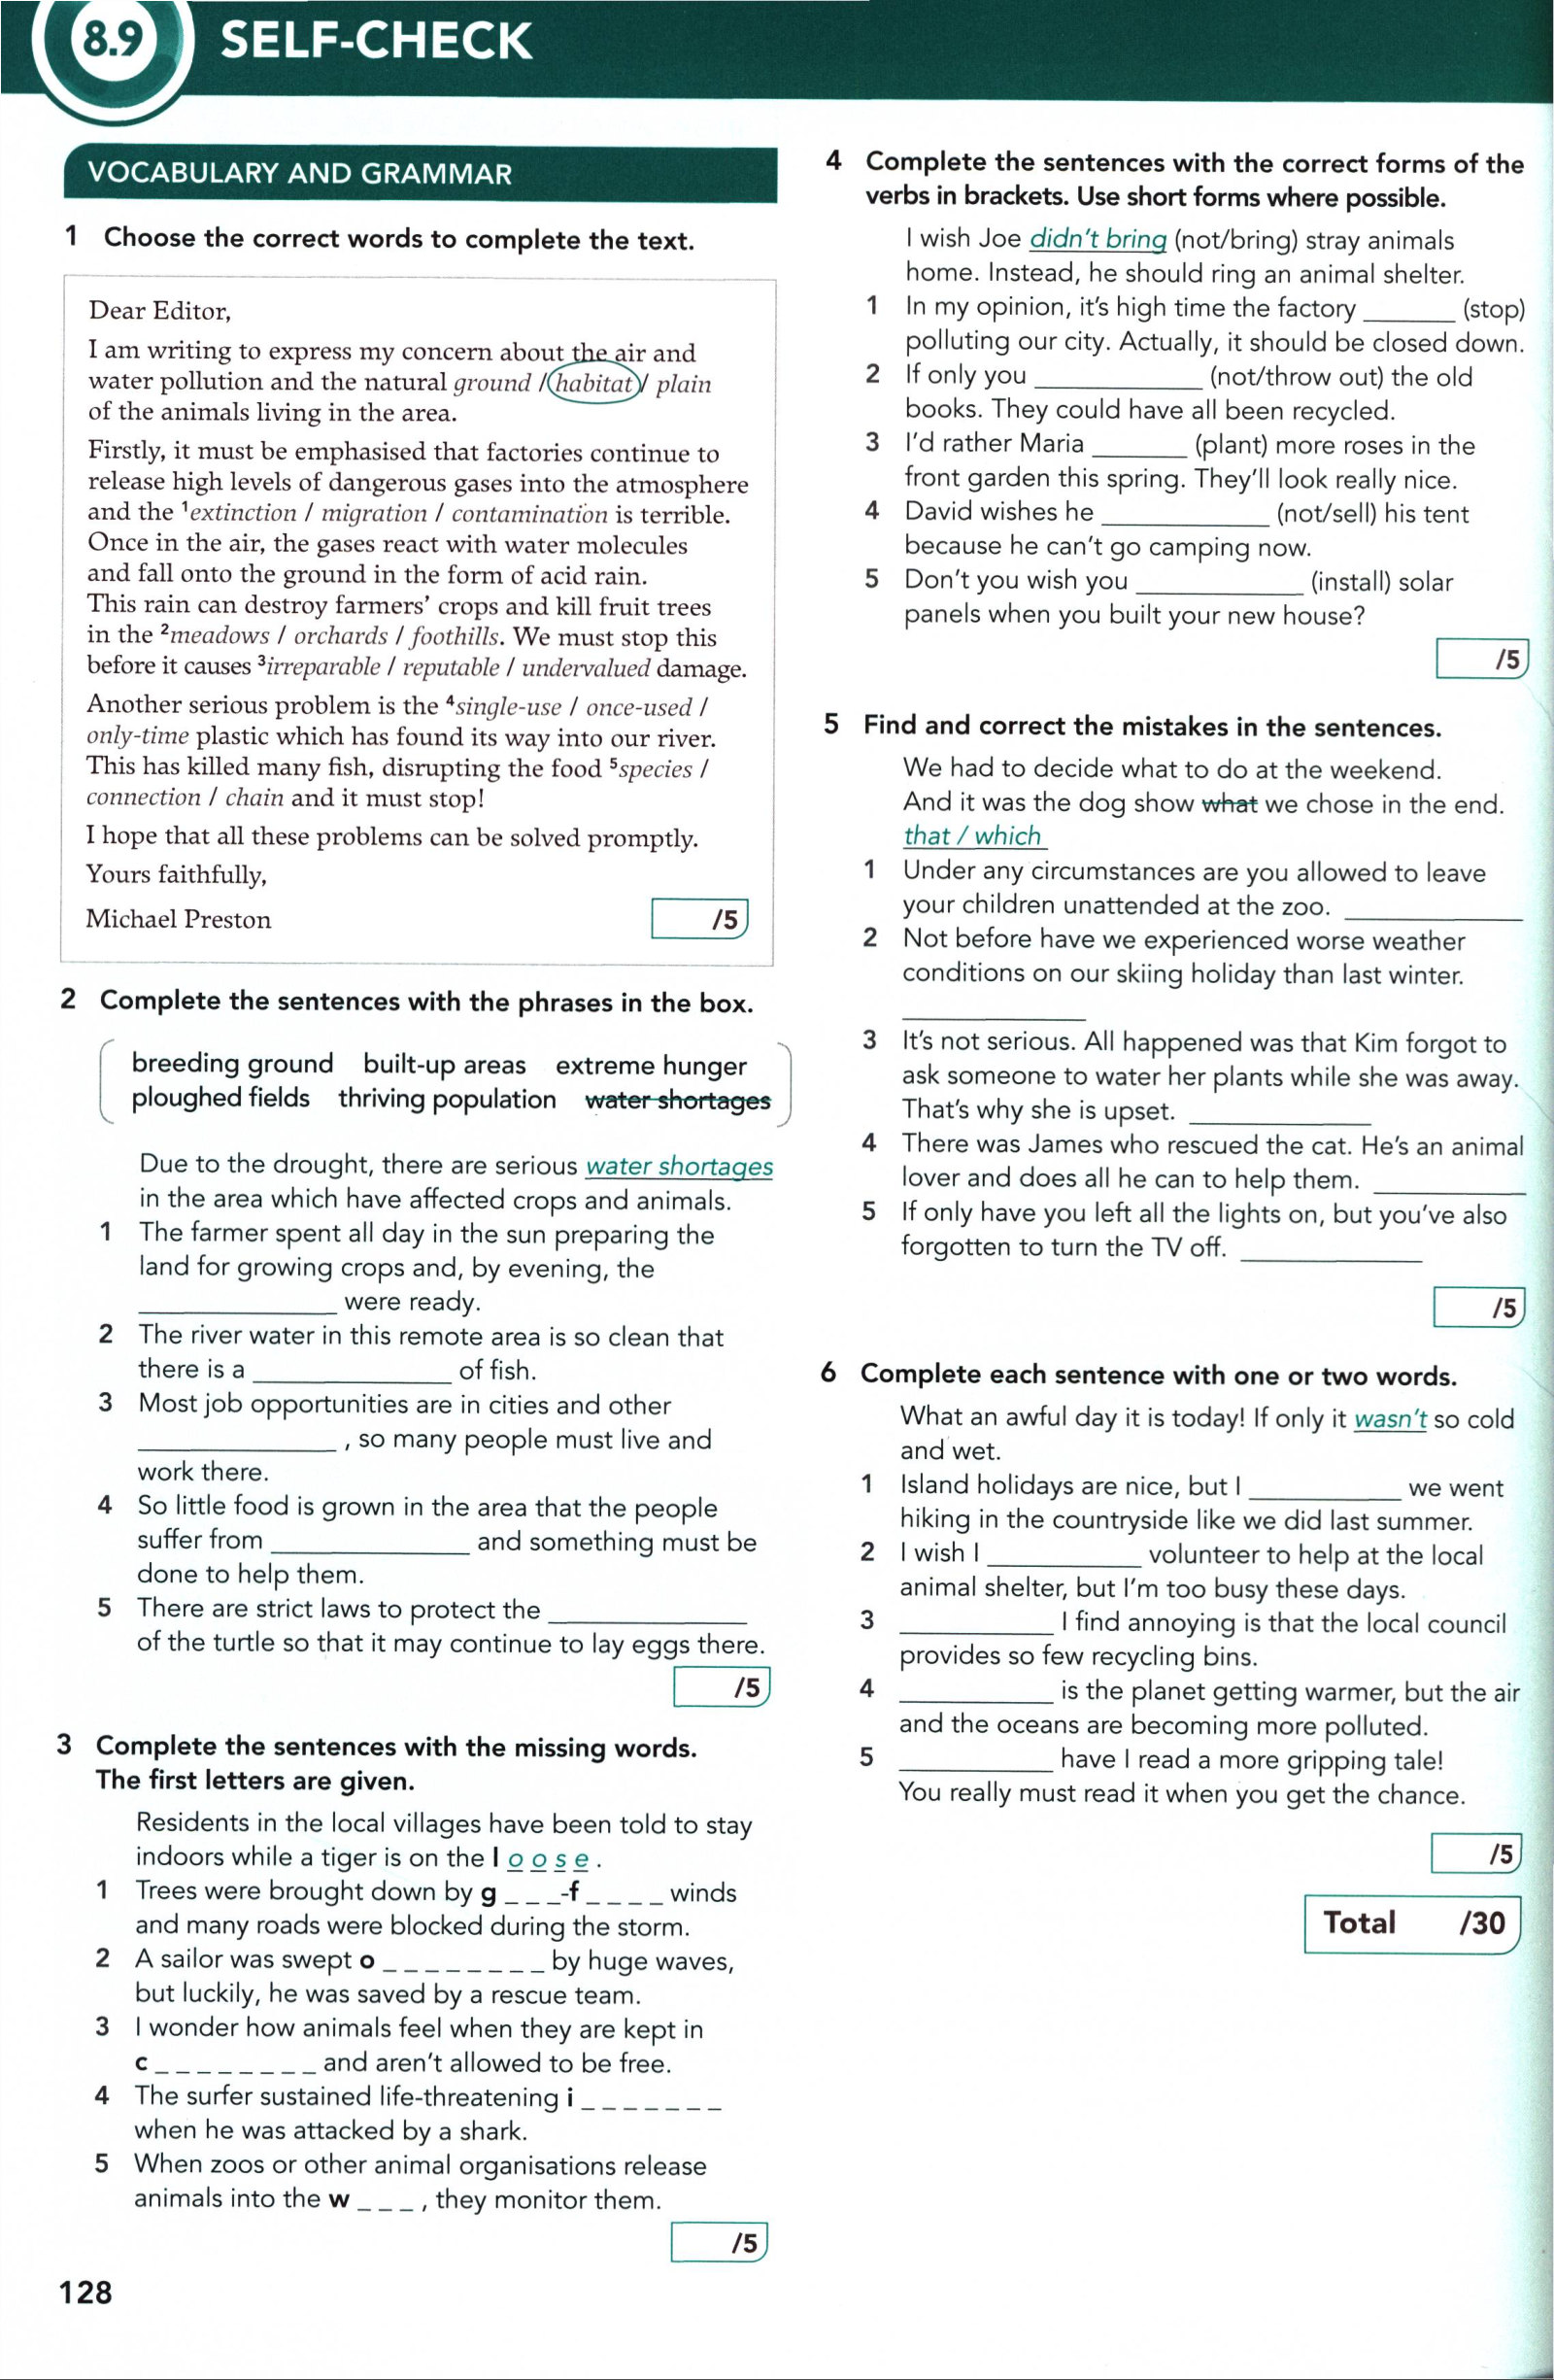 8.9 SELF-CHECK
VOCABULARY AND GRAMMAR
1 Choose the correct words to complete the text.
Dear Editor,
I am writing to express my concern about the air and
water pollution and the natural ground / habitat / plain
of the animals living in the area.
Firstly, it must be emphasised that factories continue to
release high levels of dangerous gases into the atmosphere
and the ¹extinction / migration / contamination is terrible.
Once in the air, the gases react with water molecules
and fall onto the ground in the form of acid rain.
This rain can destroy farmers’ crops and kill fruit trees
in the ²meadows / orchards / foothills. We must stop this
before it causes ³irreparable / reputable / undervalued damage.
Another serious problem is the ⁴single-use / once-used /
only-time plastic which has found its way into our river.
This has killed many fish, disrupting the food ⁵species /
connection / chain and it must stop!
I hope that all these problems can be solved promptly.
Yours faithfully,
Michael Preston
/5
2 Complete the sentences with the phrases in the box.
breeding ground built-up areas extreme hunger
ploughed fields thriving population water shortages
Due to the drought, there are serious water shortages
in the area which have affected crops and animals.
1 The farmer spent all day in the sun preparing the
land for growing crops and, by evening, the
____________ were ready.
2 The river water in this remote area is so clean that
there is a ____________ of fish.
3 Most job opportunities are in cities and other
____________ , so many people must live and
work there.
4 So little food is grown in the area that the people
suffer from ____________ and something must be
done to help them.
5 There are strict laws to protect the ____________
of the turtle so that it may continue to lay eggs there.
/5
3 Complete the sentences with the missing words.
The first letters are given.
Residents in the local villages have been told to stay
indoors while a tiger is on the l o o s e .
1 Trees were brought down by g _ _ _-f _ _ _ _ winds
and many roads were blocked during the storm.
2 A sailor was swept o _ _ _ _ _ _ _ _ by huge waves,
but luckily, he was saved by a rescue team.
3 I wonder how animals feel when they are kept in
c _ _ _ _ _ _ _ _ and aren’t allowed to be free.
4 The surfer sustained life-threatening i _ _ _ _ _ _ _
when he was attacked by a shark.
5 When zoos or other animal organisations release
animals into the w _ _ _ , they monitor them.
/5
128
4 Complete the sentences with the correct forms of the
verbs in brackets. Use short forms where possible.
I wish Joe didn’t bring (not/bring) stray animals
home. Instead, he should ring an animal shelter.
1 In my opinion, it’s high time the factory ______ (stop)
polluting our city. Actually, it should be closed down.
2 If only you ___________ (not/throw out) the old
books. They could have all been recycled.
3 I’d rather Maria ______ (plant) more roses in the
front garden this spring. They’ll look really nice.
4 David wishes he ___________ (not/sell) his tent
because he can’t go camping now.
5 Don’t you wish you ___________ (install) solar
panels when you built your new house?
/5
5 Find and correct the mistakes in the sentences.
We had to decide what to do at the weekend.
And it was the dog show what we chose in the end.
that / which
1 Under any circumstances are you allowed to leave
your children unattended at the zoo. ____________
2 Not before have we experienced worse weather
conditions on our skiing holiday than last winter.
____________
3 It’s not serious. All happened was that Kim forgot to
ask someone to water her plants while she was away.
That’s why she is upset. ____________
4 There was James who rescued the cat. He’s an animal
lover and does all he can to help them. __________
5 If only have you left all the lights on, but you’ve also
forgotten to turn the TV off. ____________
/5
6 Complete each sentence with one or two words.
What an awful day it is today! If only it wasn’t so cold
and wet.
1 Island holidays are nice, but I __________ we went
hiking in the countryside like we did last summer.
2 I wish I __________ volunteer to help at the local
animal shelter, but I’m too busy these days.
3 __________ I find annoying is that the local council
provides so few recycling bins.
4 __________ is the planet getting warmer, but the air
and the oceans are becoming more polluted.
5 __________ have I read a more gripping tale!
You really must read it when you get the chance.
/5
Total /30